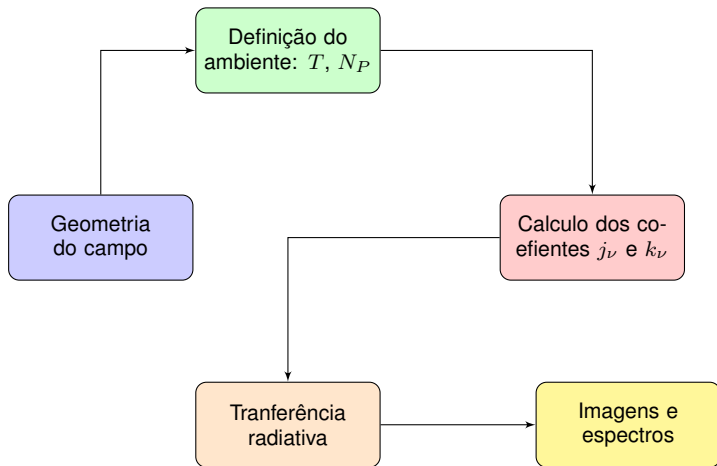 Definição do
ambiente: T, N_P
Geometria
do campo
Calculo dos co-
efientes j_ν e k_ν
Tranferência
radiativa
Imagens e
espectros